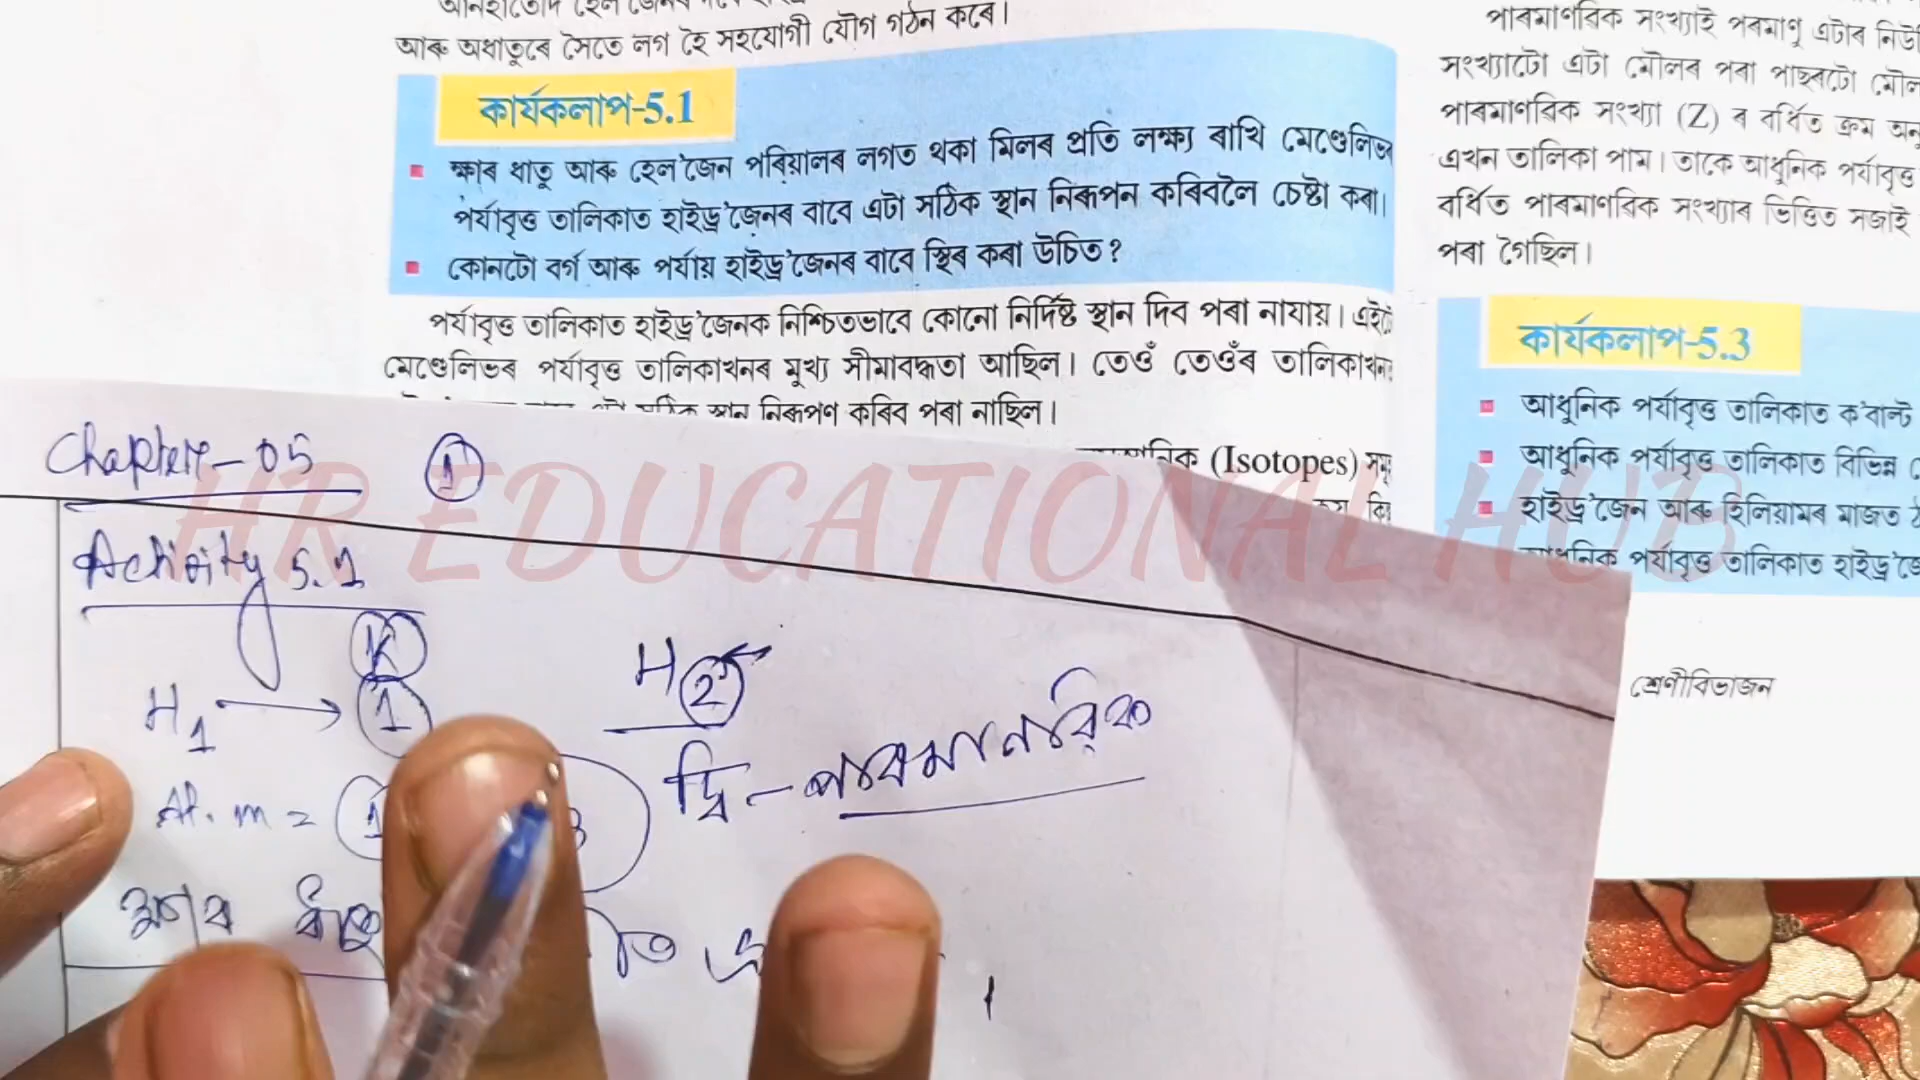 আৰু অধাতুৰে সৈতে লগ হৈ সহযোগী যৌগ গঠন কৰে।
কাৰ্যকলাপ-5.1
ক্ষাৰ ধাতু আৰু হেল'জেন পৰিয়ালৰ লগত থকা মিলৰ প্ৰতি লক্ষ্য ৰাখি মেণ্ডেলিভৰ
পৰ্যাবৃত্ত তালিকাত হাইড্ৰ'জেনৰ বাবে এটা সঠিক স্থান নিৰূপন কৰিবলৈ চেষ্টা কৰা।
কোনটো বৰ্গ আৰু পৰ্যায় হাইড্ৰ'জেনৰ বাবে স্থিৰ কৰা উচিত?
পৰ্যাবৃত্ত তালিকাত হাইড্ৰ'জেনক নিশ্চিতভাবে কোনো নিৰ্দিষ্ট স্থান দিব পৰা নাযায়। এইটো
মেণ্ডেলিভৰ পৰ্যাবৃত্ত তালিকাখনৰ মুখ্য সীমাবদ্ধতা আছিল। তেওঁ তেওঁৰ তালিকাখনত
স্থান নিৰূপণ কৰিব পৰা নাছিল।
(Isotopes)
পাৰমাণৱিক সংখ্যাই পৰমাণু এটাৰ
সংখ্যাটো এটা মৌলৰ পৰা পাছৰটো
পাৰমাণৱিক সংখ্যা (Z) ৰ বৰ্ধিত ক্ৰম
এখন তালিকা পাম। তাকে আধুনিক পৰ্যাবৃত্ত
বৰ্ধিত পাৰমাণৱিক সংখ্যাৰ ভিত্তিত সজাই
পৰা গৈছিল।
কাৰ্যকলাপ-5.3
আধুনিক পৰ্যাবৃত্ত তালিকাত ক'বাল্ট
আধুনিক পৰ্যাবৃত্ত তালিকাত বিভিন্ন
হাইড্ৰ'জেন আৰু হিলিয়ামৰ মাজত
পৰ্যাবৃত্ত তালিকাত
শ্ৰেণীবিভাজন
Chapter-05 1
Activity 5.1
K
H1 → 1
H2
দ্বি-পৰমাণৱিক
At. m =
ক্ষাৰ ধাতু
HR EDUCATIONAL HUB